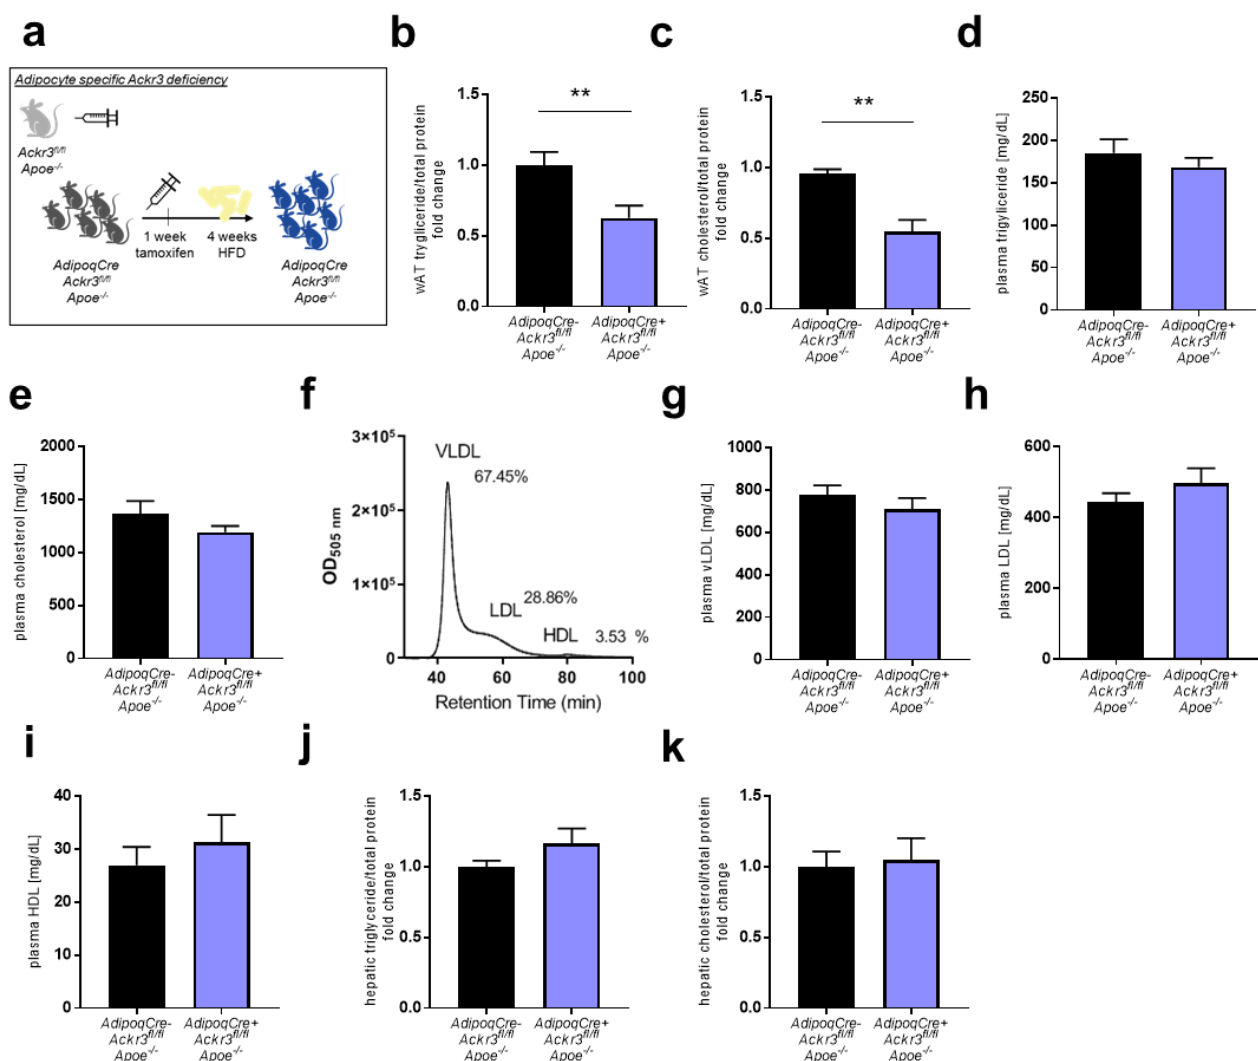 a
Adipocyte specific Ackr3 deficiency
Ackr3fl/fl
Apoe-/-
1 week
tamoxifen
4 weeks
HFD
AdipoqCre
Ackr3fl/fl
Apoe-/-
AdipoqCre
Ackr3fl/fl
Apoe-/-
b
wAT trygliceride/total protein
fold change
1.5
1.0
0.5
0.0
**
AdipoqCre-
Ackr3fl/fl
Apoe-/-
AdipoqCre+
Ackr3fl/fl
Apoe-/-
c
wAT cholesterol/total protein
fold change
1.5
1.0
0.5
0.0
**
AdipoqCre-
Ackr3fl/fl
Apoe-/-
AdipoqCre+
Ackr3fl/fl
Apoe-/-
d
plasma trigyliceride [mg/dL]
250
200
150
100
50
0
AdipoqCre-
Ackr3fl/fl
Apoe-/-
AdipoqCre+
Ackr3fl/fl
Apoe-/-
e
plasma cholesterol [mg/dL]
2000
1500
1000
500
0
AdipoqCre-
Ackr3fl/fl
Apoe-/-
AdipoqCre+
Ackr3fl/fl
Apoe-/-
f
OD505 nm
3×10⁵
2×10⁵
1×10⁵
0
VLDL
67.45%
LDL
28.86%
HDL
3.53 %
40
60
80
100
Retention Time (min)
g
plasma vLDL [mg/dL]
1000
800
600
400
200
0
AdipoqCre-
Ackr3fl/fl
Apoe-/-
AdipoqCre+
Ackr3fl/fl
Apoe-/-
h
plasma LDL [mg/dL]
600
400
200
0
AdipoqCre-
Ackr3fl/fl
Apoe-/-
AdipoqCre+
Ackr3fl/fl
Apoe-/-
i
plasma HDL [mg/dL]
40
30
20
10
0
AdipoqCre-
Ackr3fl/fl
Apoe-/-
AdipoqCre+
Ackr3fl/fl
Apoe-/-
j
hepatic triglyceride/total protein
fold change
1.5
1.0
0.5
0.0
AdipoqCre-
Ackr3fl/fl
Apoe-/-
AdipoqCre+
Ackr3fl/fl
Apoe-/-
k
hepatic cholesterol/total protein
fold change
1.5
1.0
0.5
0.0
AdipoqCre-
Ackr3fl/fl
Apoe-/-
AdipoqCre+
Ackr3fl/fl
Apoe-/-